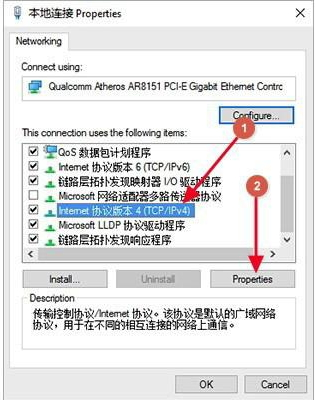 本地连接 Properties
Networking
Connect using:
Qualcomm Atheros AR8151 PCI-E Gigabit Ethernet Contrc
Configure...
1
This connection uses the following items:
QoS 数据包计划程序
Internet 协议版本 6 (TCP/IPv6)
链路层拓扑发现映射器 I/O 驱动程序
Microsoft 网络适配器多路传送器协议
Internet 协议版本 4 (TCP/IPv4)
Microsoft LLDP 协议驱动程序
链路层拓扑发现响应程序
2
Install...
Uninstall
Properties
Description
传输控制协议/Internet 协议。该协议是默认的广域网络
协议，用于在不同的相互连接的网络上通信。
OK
Cancel